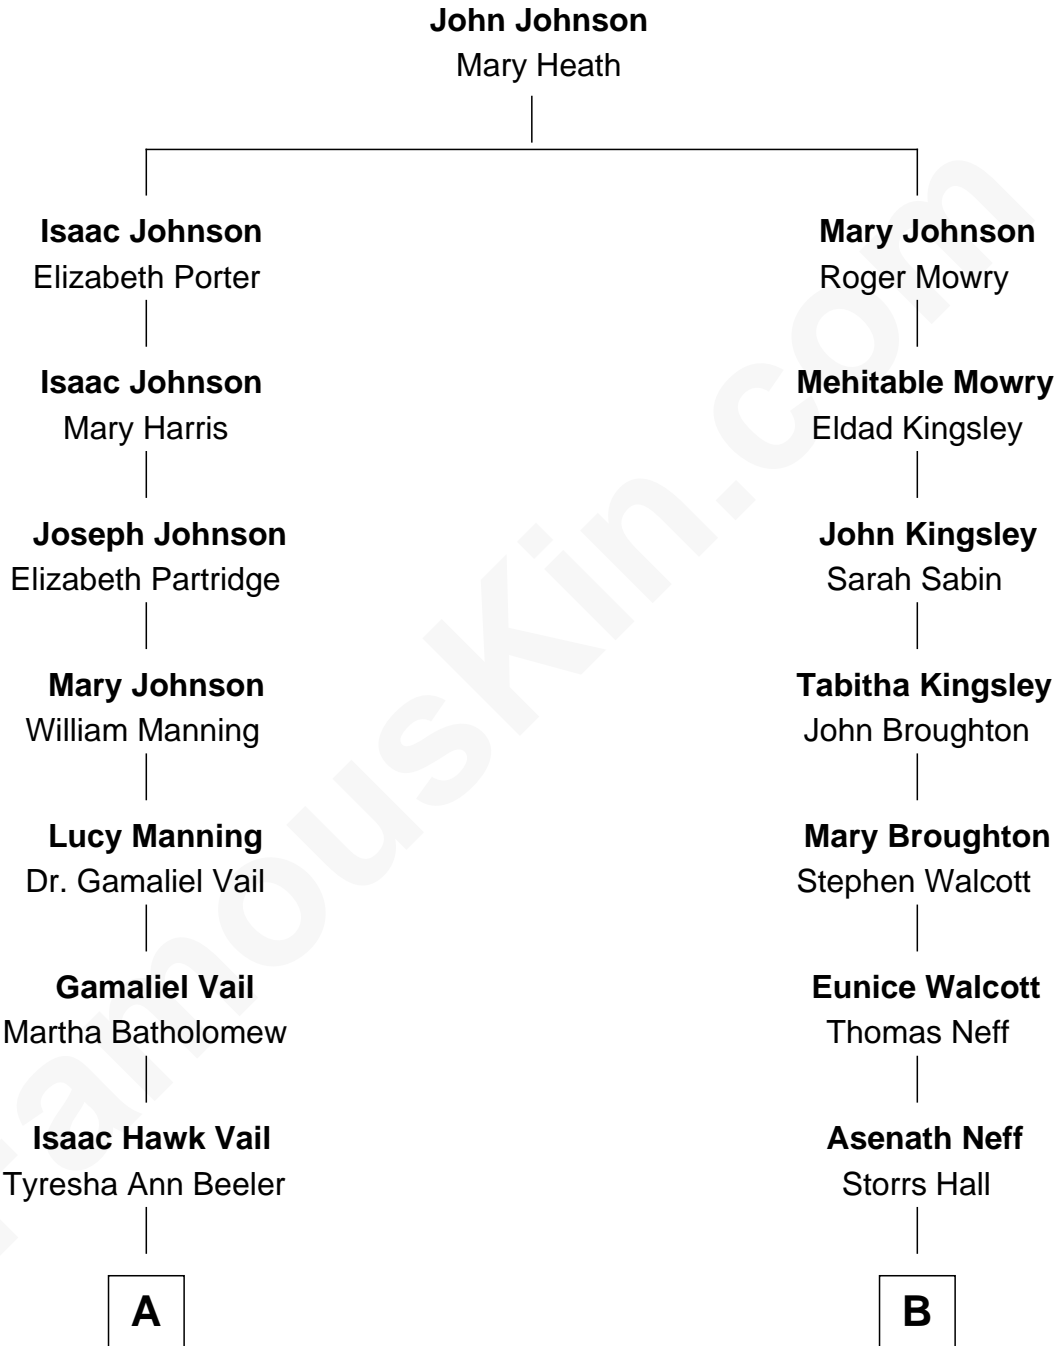 John Johnson
Mary Heath
Isaac Johnson
Elizabeth Porter
Mary Johnson
Roger Mowry
Isaac Johnson
Mary Harris
Mehitable Mowry
Eldad Kingsley
Joseph Johnson
Elizabeth Partridge
John Kingsley
Sarah Sabin
Mary Johnson
William Manning
Tabitha Kingsley
John Broughton
Lucy Manning
Dr. Gamaliel Vail
Mary Broughton
Stephen Walcott
Gamaliel Vail
Martha Batholomew
Eunice Walcott
Thomas Neff
Isaac Hawk Vail
Tyresha Ann Beeler
Asenath Neff
Storrs Hall
A
B
FamousKin.com